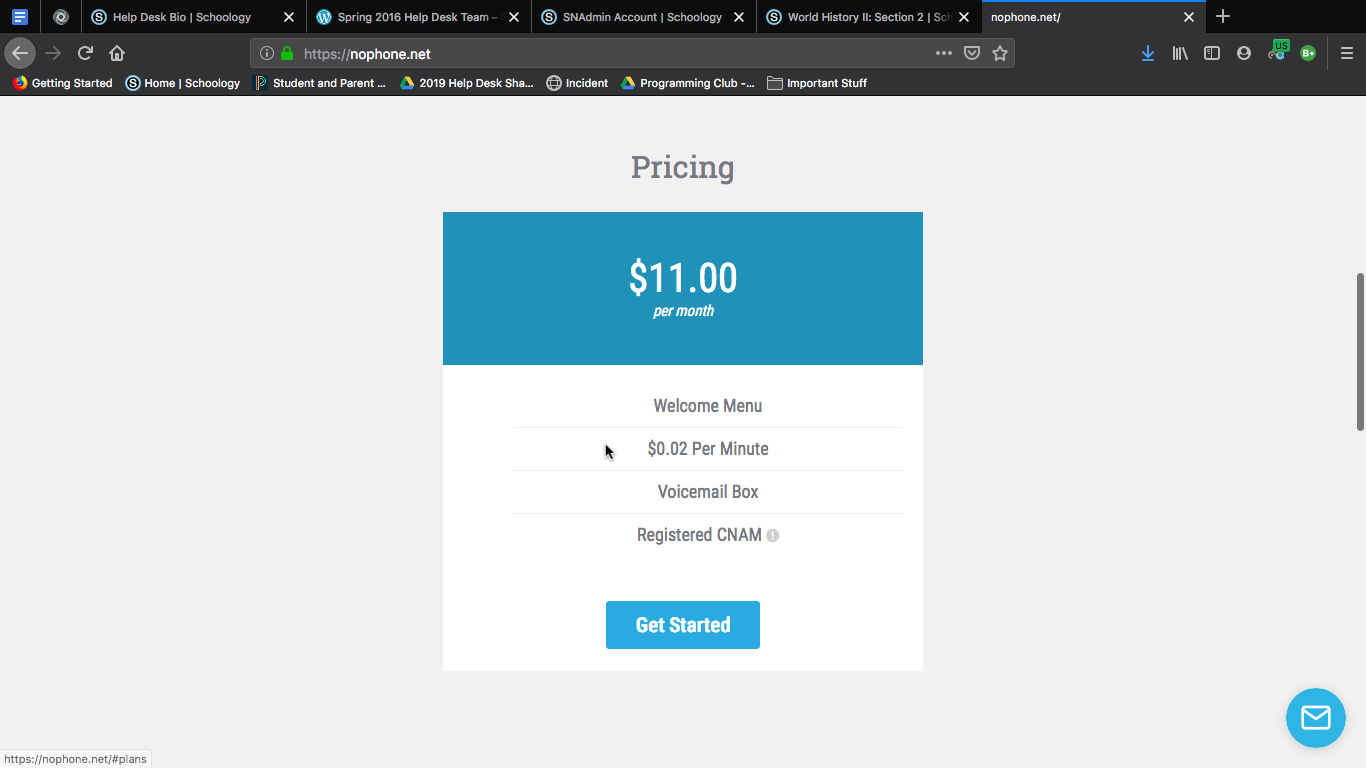 Help Desk Bio | Schoology
Spring 2016 Help Desk Team –
SNAdmin Account | Schoology
World History II: Section 2 | Sch
nophone.net/
US
https://nophone.net
B+
Getting Started
Home | Schoology
Student and Parent ...
2019 Help Desk Sha...
Incident
Programming Club -...
Important Stuff
Pricing
$11.00
per month
Welcome Menu
$0.02 Per Minute
Voicemail Box
Registered CNAM
Get Started
https://nophone.net/#plans